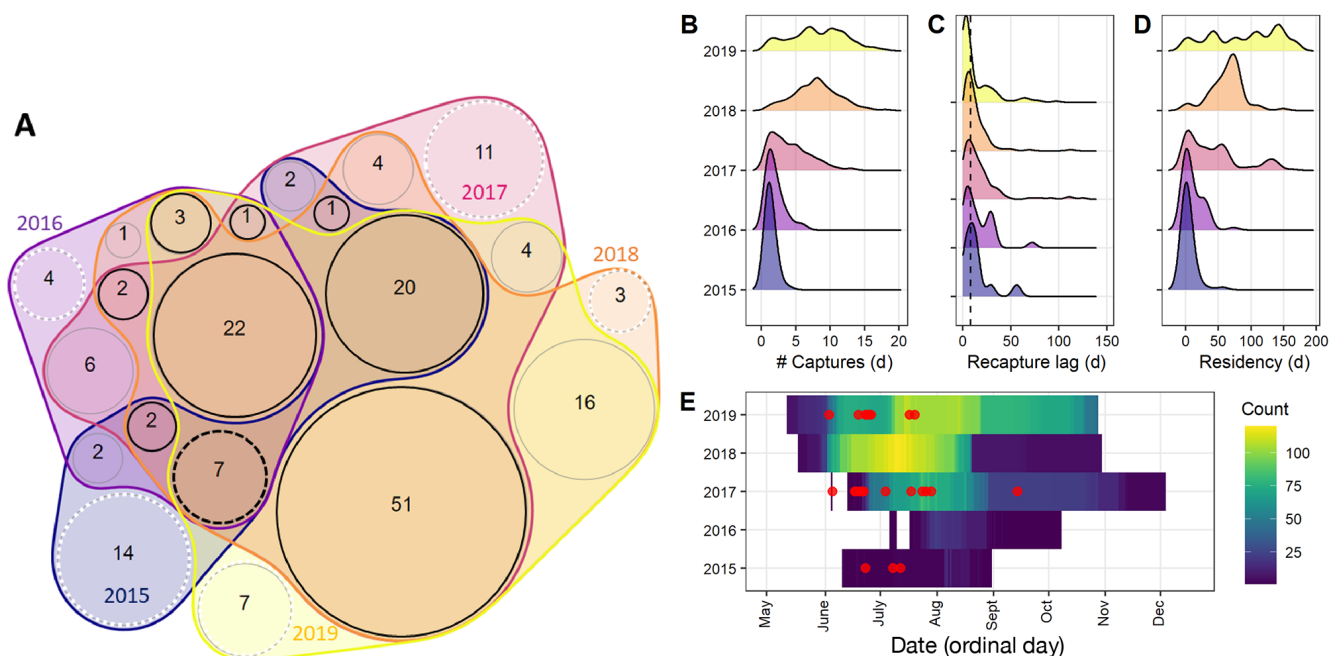 A
2016
2017
2018
2015
2019
2
4
11
1
3
1
1
4
4
2
20
3
22
6
16
2
2
7
51
14
7
B
2019
2018
2017
2016
2015
0 5 10 15 20
# Captures (d)
C
0 50 100 150
Recapture lag (d)
D
0 50 100 150 200
Residency (d)
E
2019
2018
2017
2016
2015
May June July Aug Sept Oct Nov Dec
Date (ordinal day)
Count
100
75
50
25